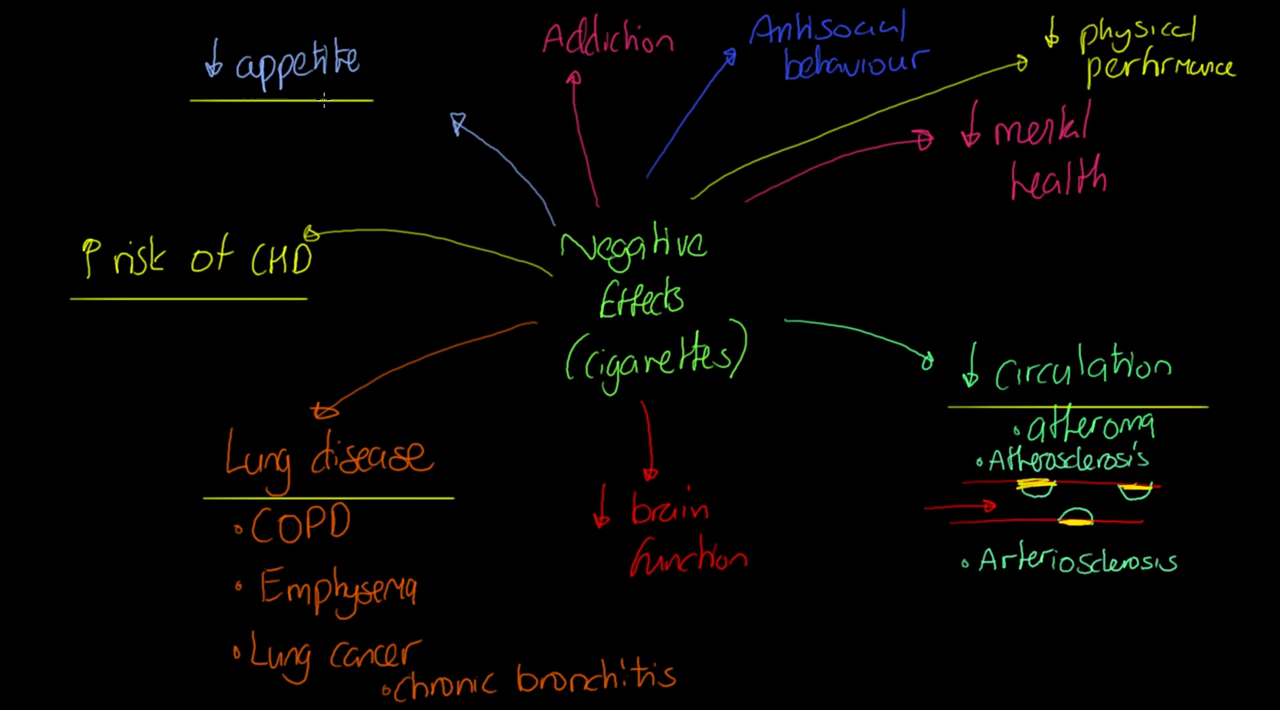 ↓ appetite
Addiction
Antisocial
behaviour
↓ physical
performance
↓ mental
health
↑ risk of CHD
Negative
Effects
(cigarettes)
↓ circulation
• atheroma
• Atherosclerosis
• Arteriosclerosis
Lung disease
• COPD
• Emphysema
• Lung cancer
• chronic bronchitis
↓ brain
function